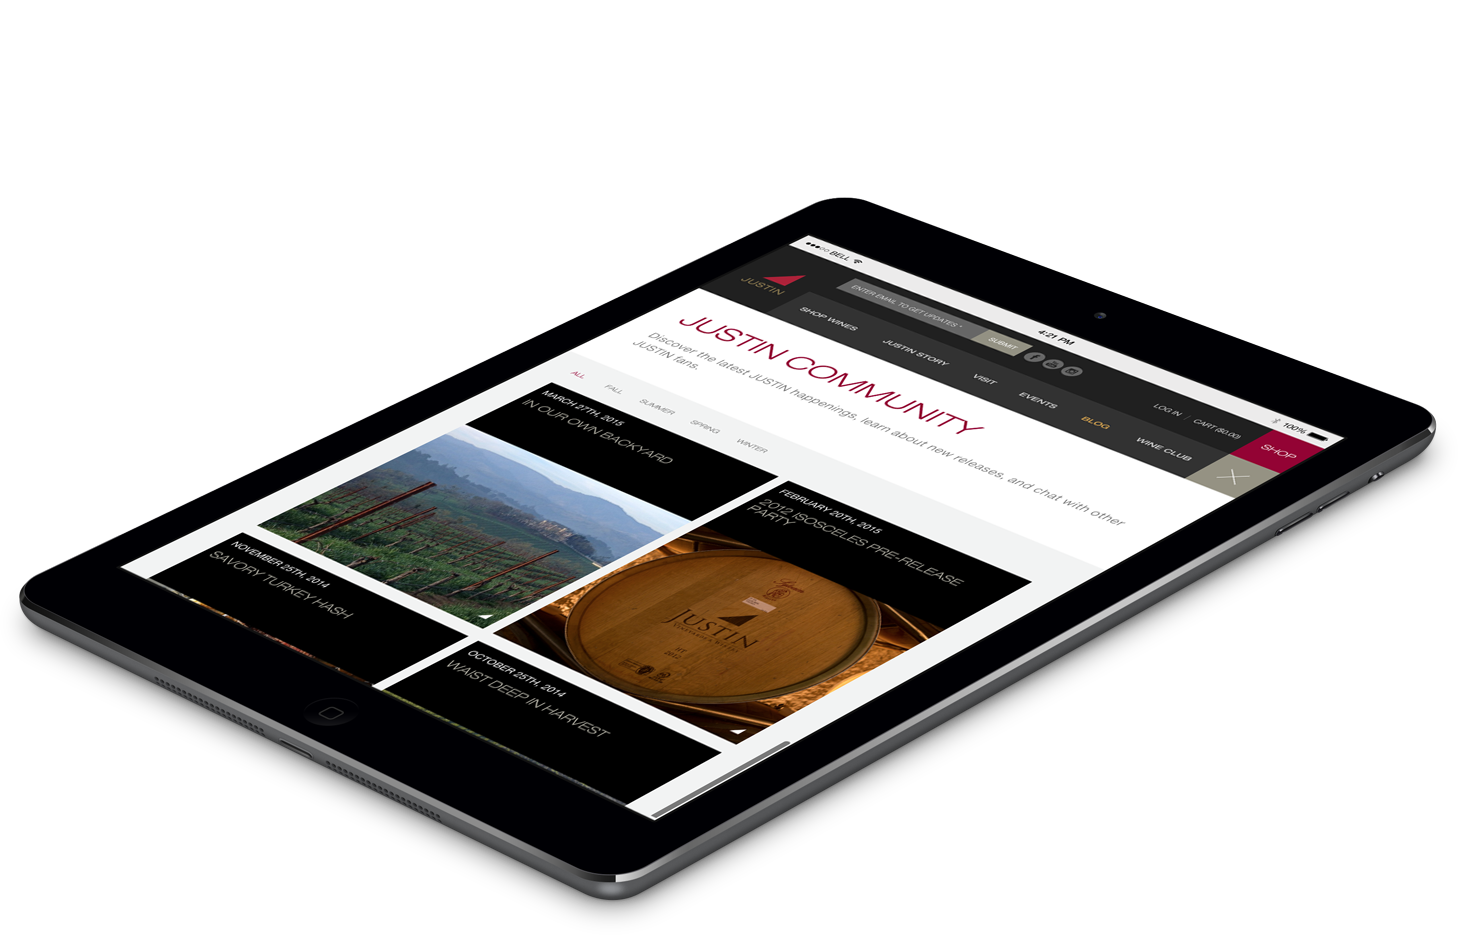 BELL
4:21 PM
100%
JUSTIN
ENTER EMAIL TO GET UPDATES *
SUBMIT
LOG IN / CART ($0.00)
SHOP
SHOP WINES
JUSTIN STORY
VISIT
EVENTS
BLOG
WINE CLUB
JUSTIN COMMUNITY
Discover the latest JUSTIN happenings, learn about new releases, and chat with other
JUSTIN fans.
ALL
FALL
SUMMER
SPRING
WINTER
MARCH 27TH, 2015
IN OUR OWN BACKYARD
FEBRUARY 20TH, 2015
2012 ISOSCELES PRE-RELEASE
PARTY
JUSTIN
2012
NOVEMBER 25TH, 2014
SAVORY TURKEY HASH
OCTOBER 25TH, 2014
WAIST DEEP IN HARVEST